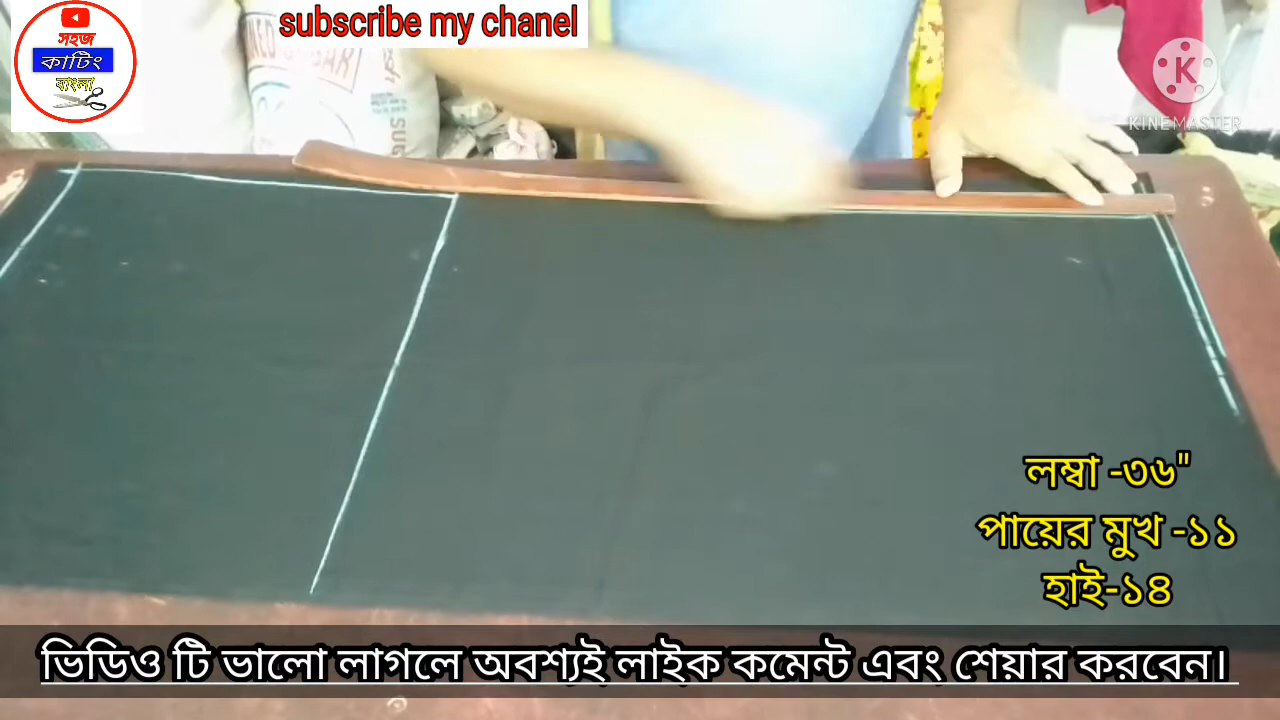 subscribe my chanel
সহজ
কাটিং
বাংলা
KINEMASTER
লম্বা -৩৬"
পায়ের মুখ -১১
হাই-১৪
ভিডিও টি ভালো লাগলে অবশ্যই লাইক কমেন্ট এবং শেয়ার করবেন।